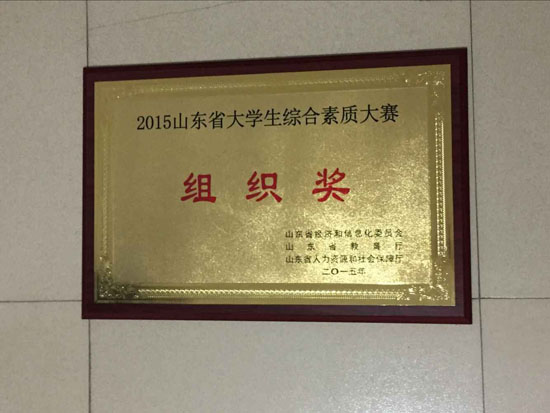 2015山东省大学生综合素质大赛
组织奖
山东省经济和信息化委员会
山东省教育厅
山东省人力资源和社会保障厅
二〇一五年